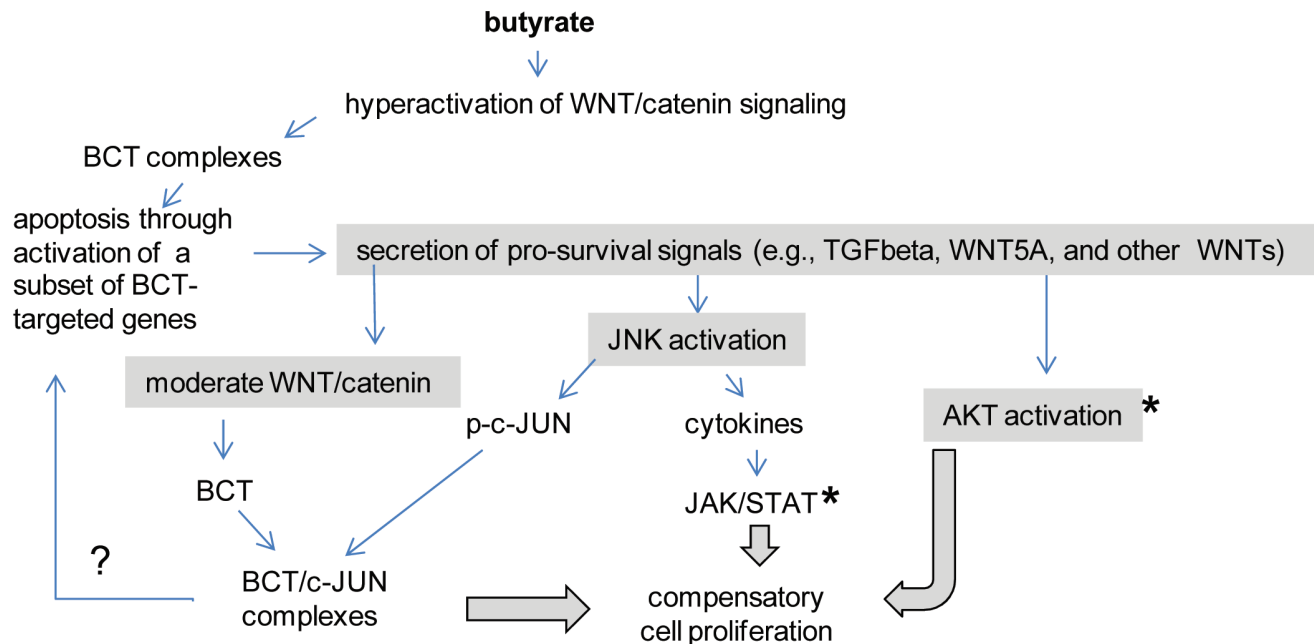 butyrate
hyperactivation of WNT/catenin signaling
BCT complexes
apoptosis through
activation of a
subset of BCT-
targeted genes
secretion of pro-survival signals (e.g., TGFbeta, WNT5A, and other WNTs)
JNK activation
moderate WNT/catenin
AKT activation *
p-c-JUN
cytokines
BCT
JAK/STAT *
?
BCT/c-JUN
complexes
compensatory
cell proliferation